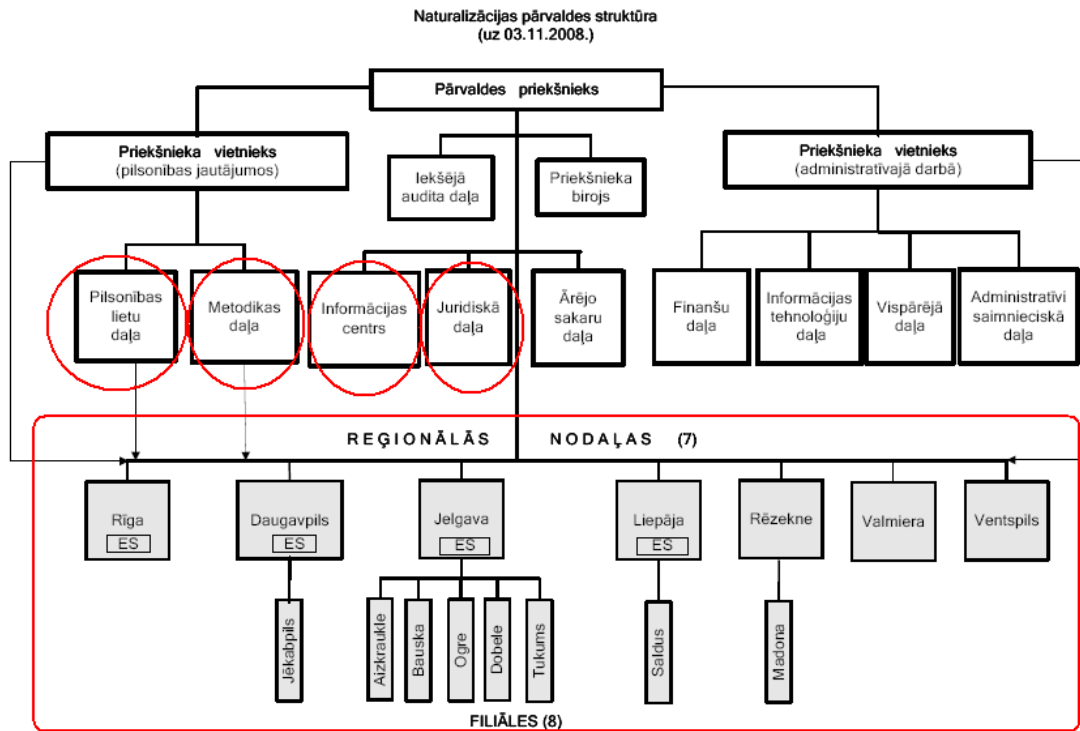 Naturalizācijas pārvaldes struktūra
(uz 03.11.2008.)
Pārvaldes priekšnieks
Priekšnieka vietnieks
(pilsonības jautājumos)
Iekšējā
audita daļa
Priekšnieka
birojs
Priekšnieka vietnieks
(administratīvajā darbā)
Pilsonības
lietu
daļa
Metodikas
daļa
Informācijas
centrs
Juridiskā
daļa
Ārējo
sakaru
daļa
Finanšu
daļa
Informācijas
tehnoloģiju
daļa
Vispārējā
daļa
Administratīvi
saimnieciskā
daļa
REĢIONĀLĀS NODAĻAS (7)
Rīga
ES
Daugavpils
ES
Jelgava
ES
Liepāja
ES
Rēzekne
Valmiera
Ventspils
Jēkabpils
Aizkraukle
Bauska
Ogre
Dobele
Tukums
Saldus
Madona
FILIĀLES (8)